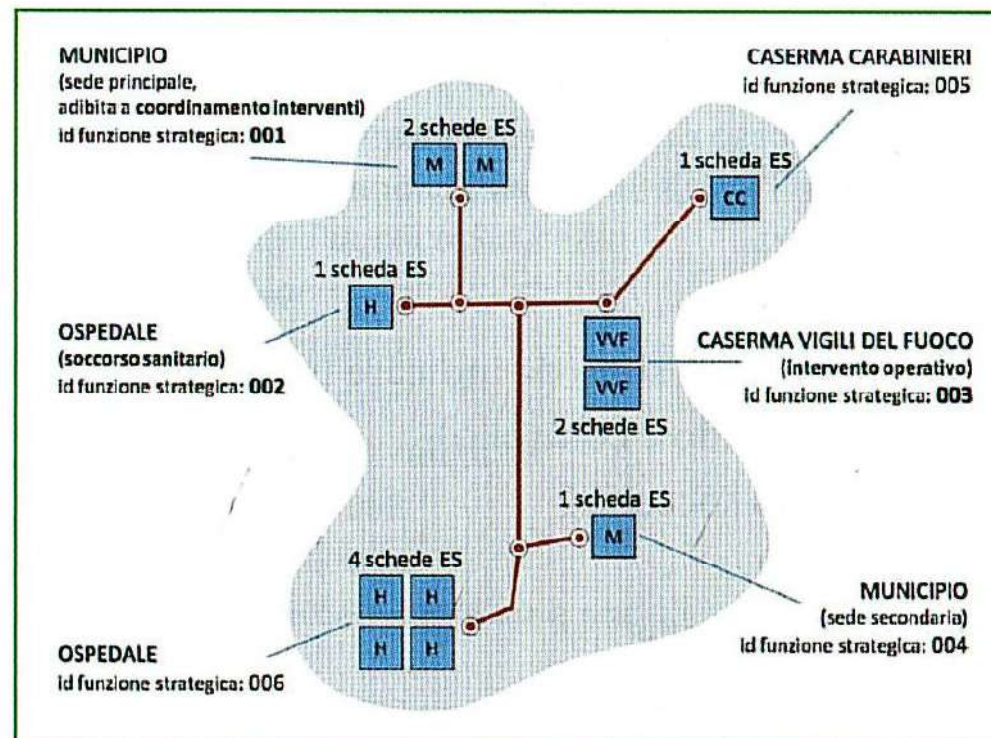 MUNICIPIO
(sede principale,
adibita a coordinamento interventi)
id funzione strategica: 001
2 schede ES
M M
CASERMA CARABINIERI
id funzione strategica: 005
1 scheda ES
CC
1 scheda ES
H
OSPEDALE
(soccorso sanitario)
id funzione strategica: 002
VVF
VVF
2 schede ES
CASERMA VIGILI DEL FUOCO
(intervento operativo)
id funzione strategica: 003
1 scheda ES
M
MUNICIPIO
(sede secondaria)
id funzione strategica: 004
4 schede ES
H H
H H
OSPEDALE
id funzione strategica: 006